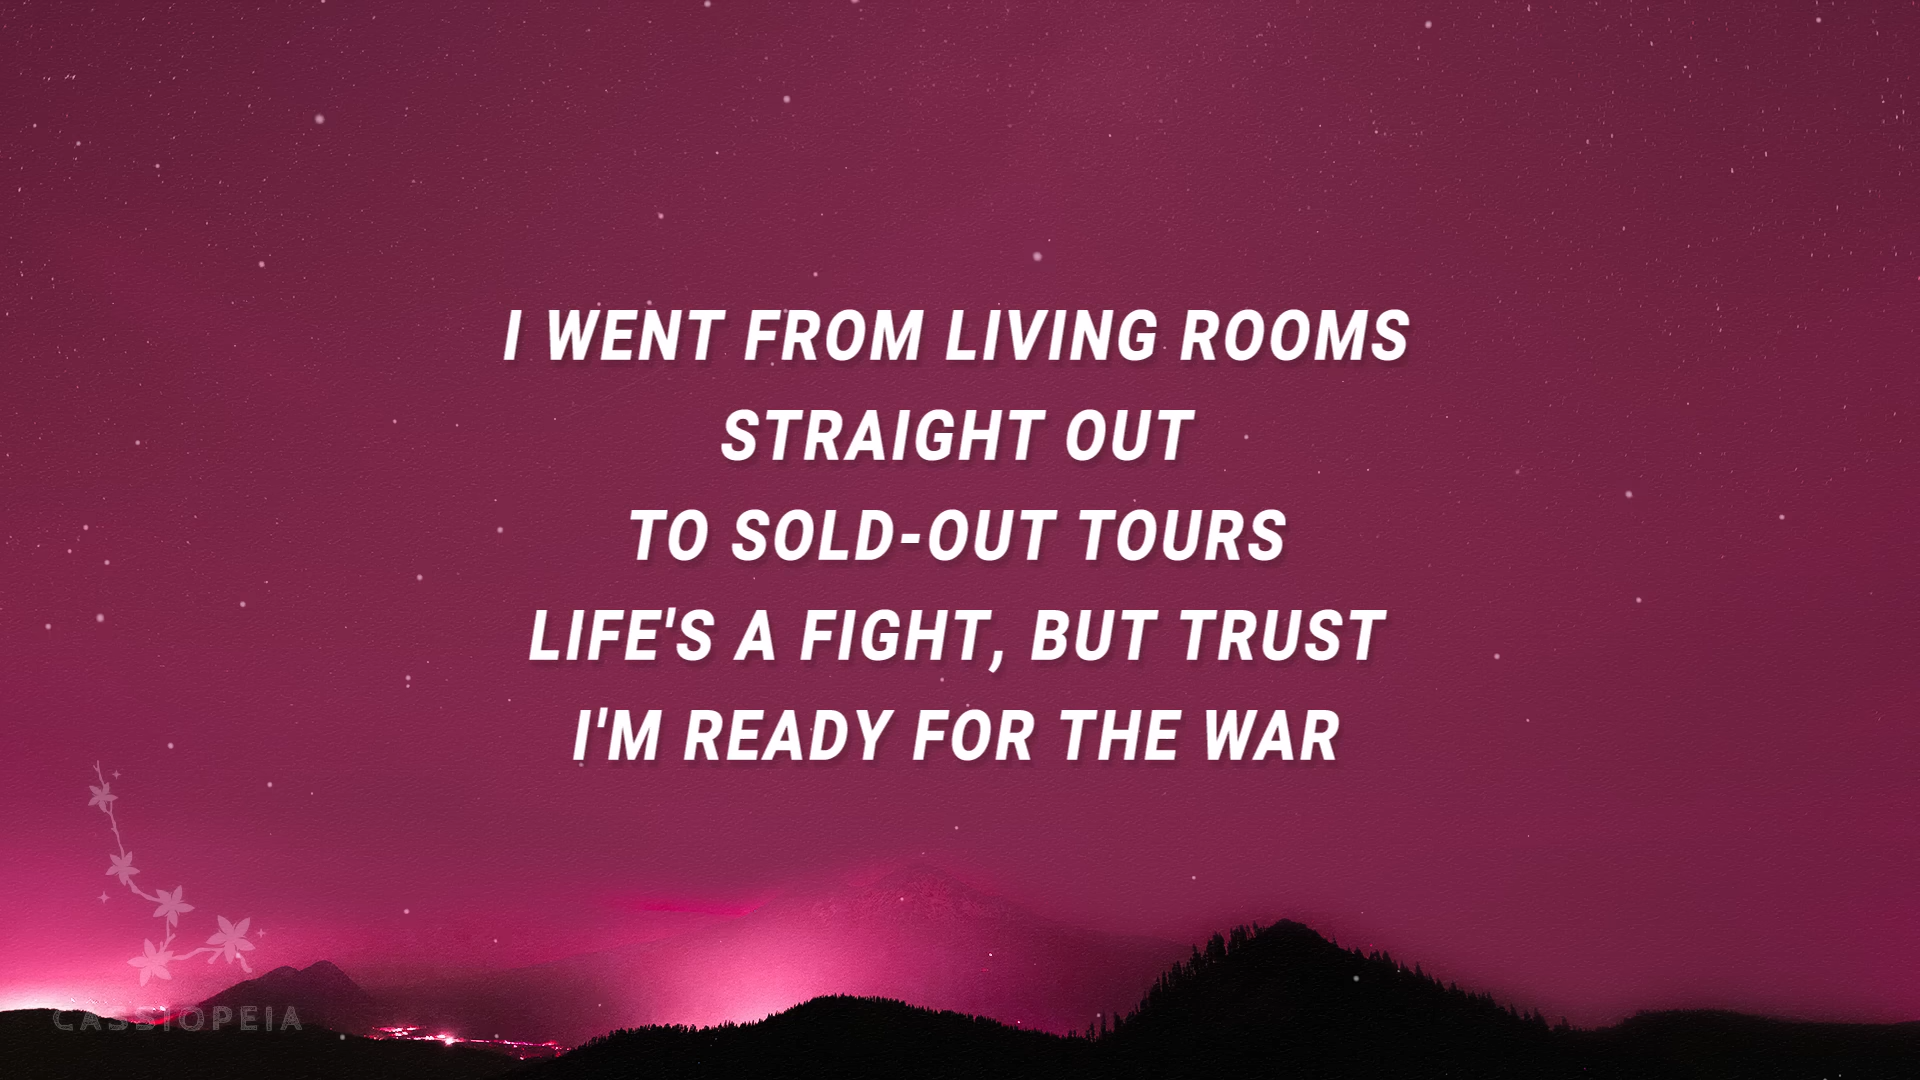 I WENT FROM LIVING ROOMS
STRAIGHT OUT
TO SOLD-OUT TOURS
LIFE'S A FIGHT, BUT TRUST
I'M READY FOR THE WAR
CASSIOPEIA